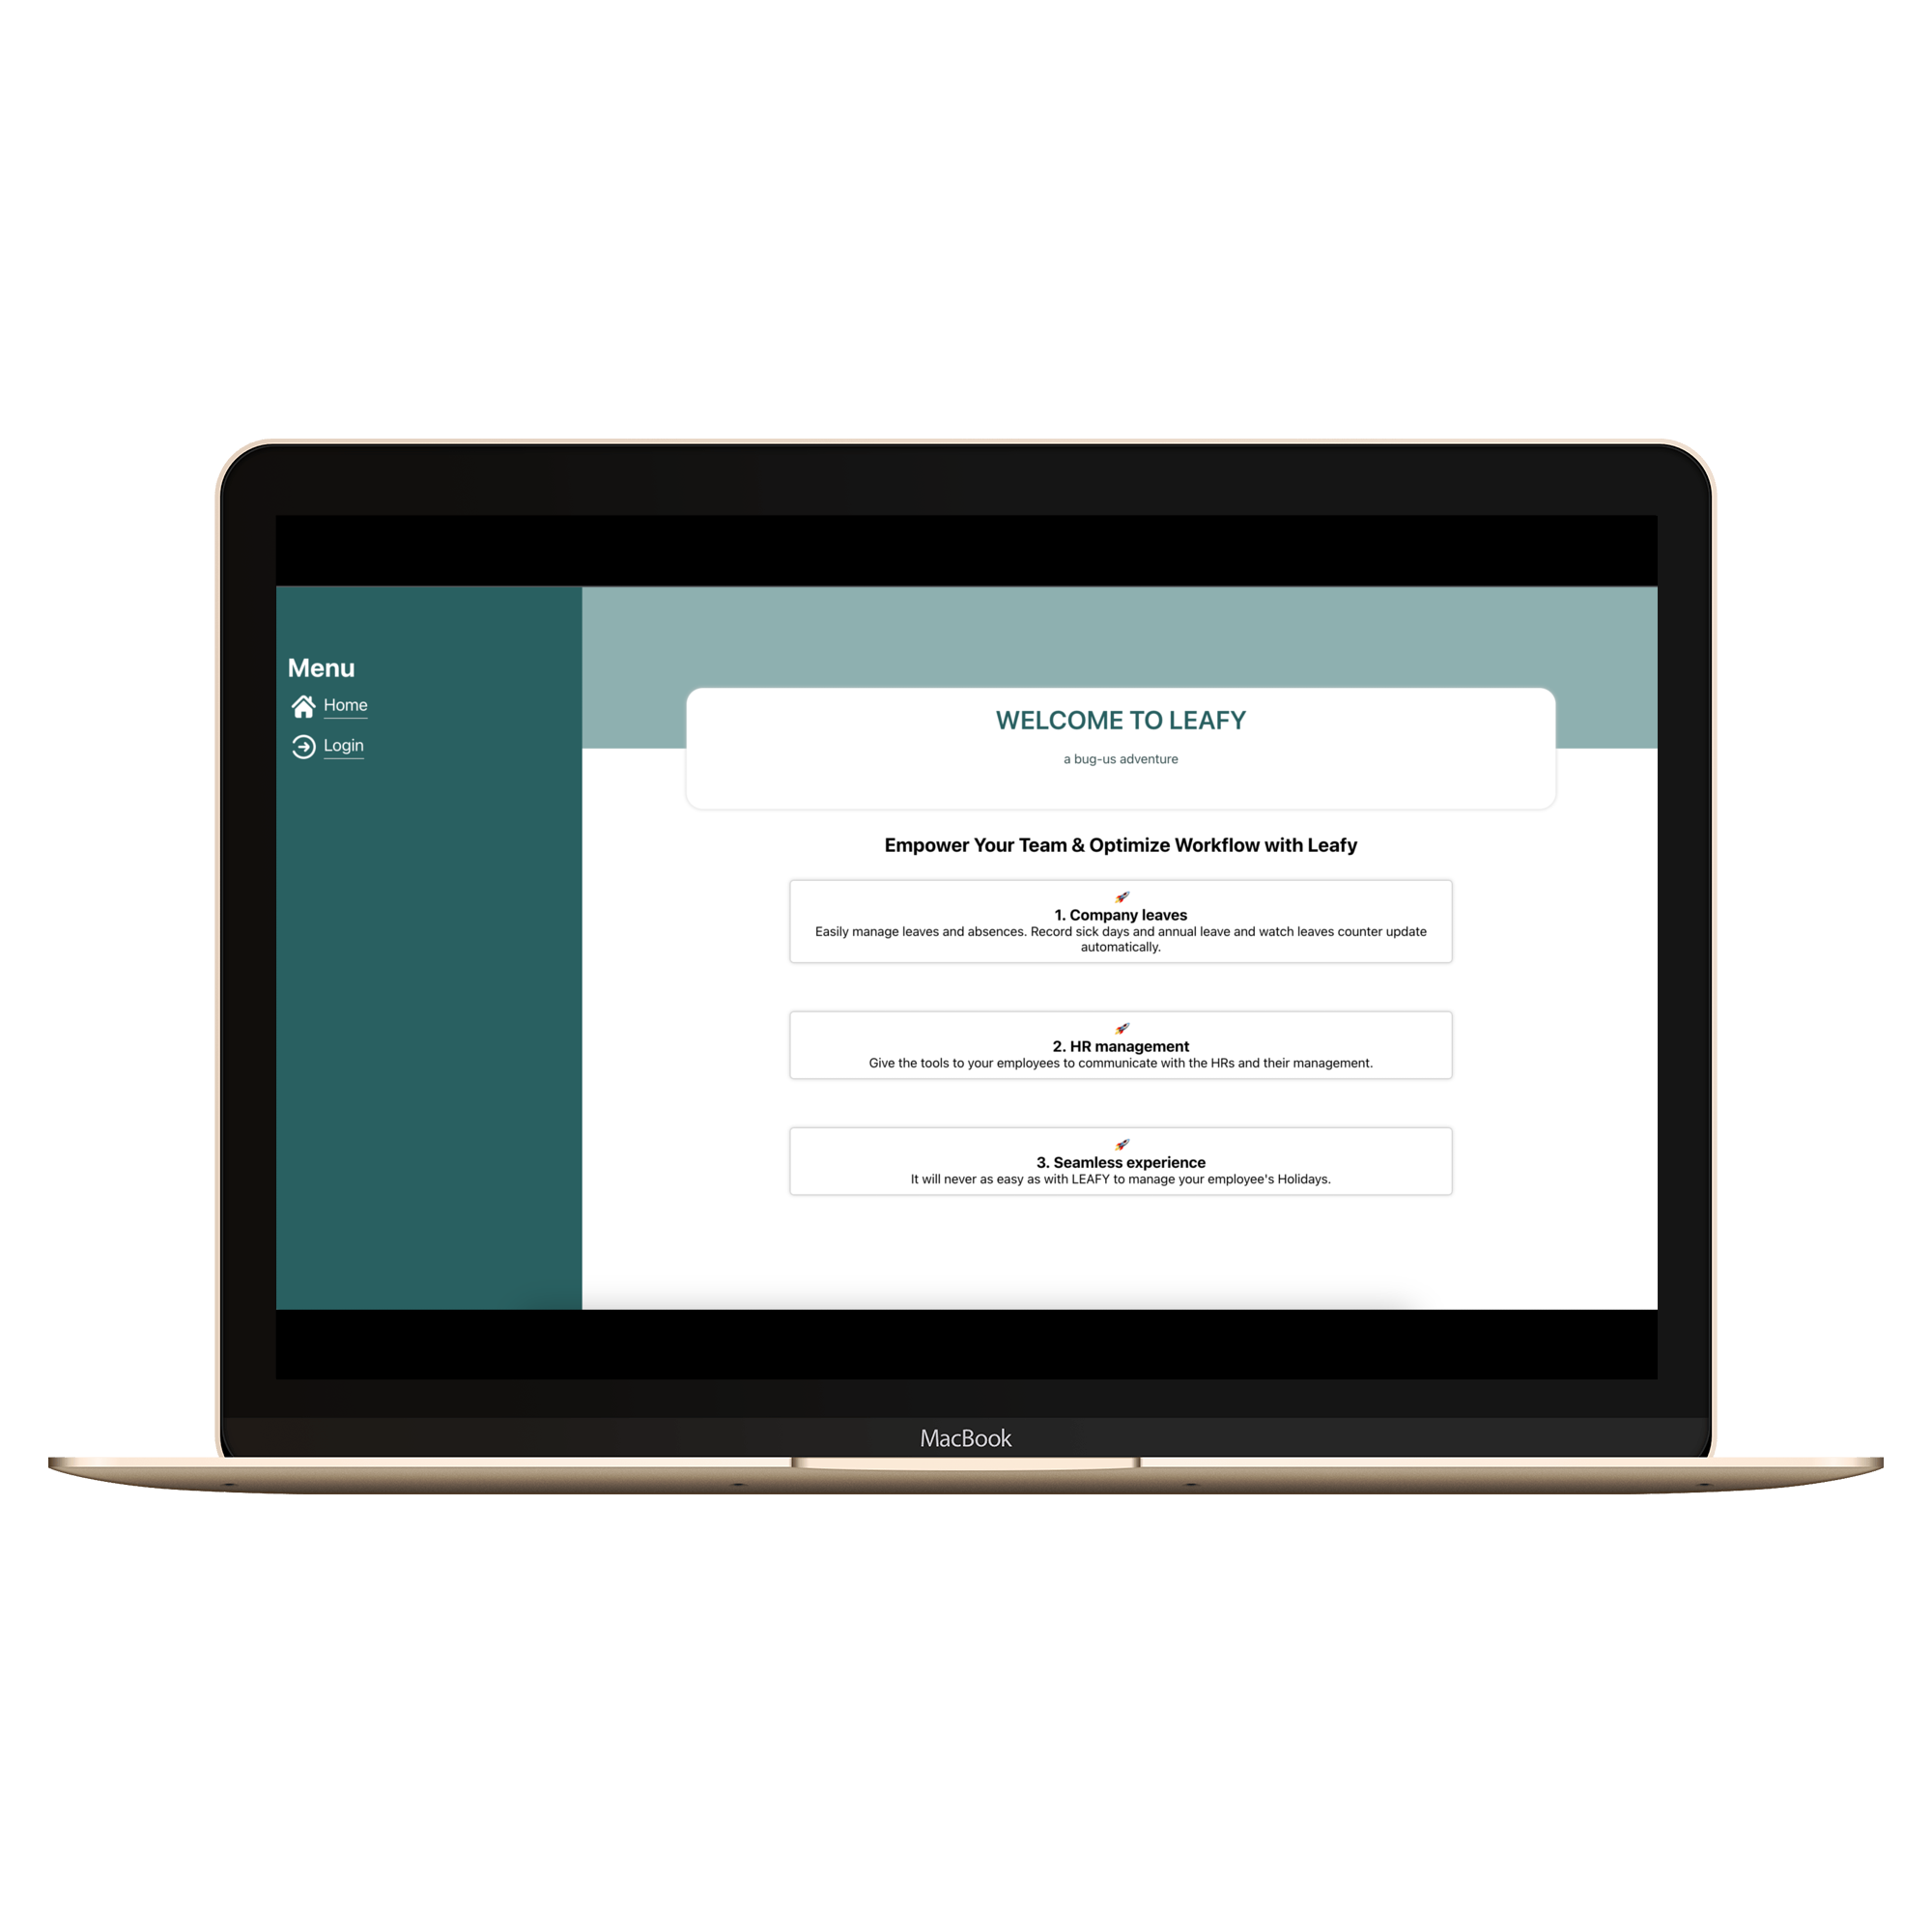 Menu
Home
Login
WELCOME TO LEAFY
a bug-us adventure
Empower Your Team & Optimize Workflow with Leafy
🚀
1. Company leaves
Easily manage leaves and absences. Record sick days and annual leave and watch leaves counter update
automatically.
🚀
2. HR management
Give the tools to your employees to communicate with the HRs and their management.
🚀
3. Seamless experience
It will never as easy as with LEAFY to manage your employee's Holidays.
MacBook